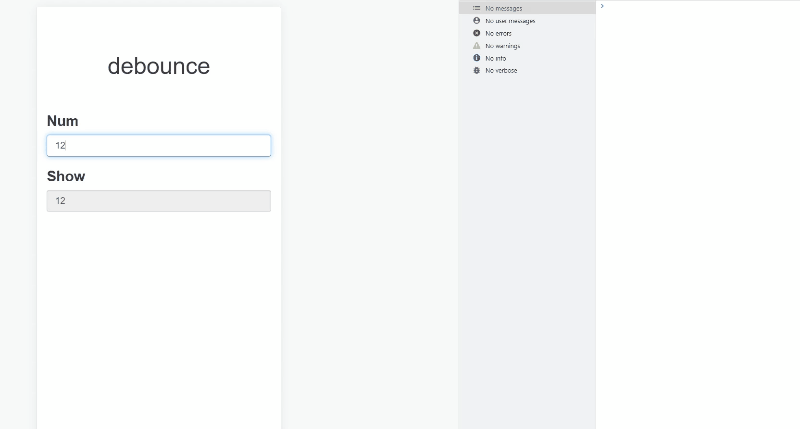 debounce
Num
12
Show
12
No messages
No user messages
No errors
No warnings
No info
No verbose
›